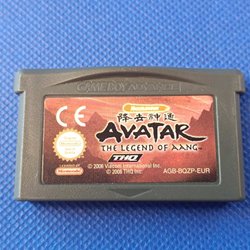 GAME BOY ADVANCE
nickelodeon
CE
降去神通
AVATAR
THE LEGEND OF AANG
THQ
Nintendo
© 2006 Viacom International Inc.
© 2006 THQ Inc.
AGB-BQZP-EUR